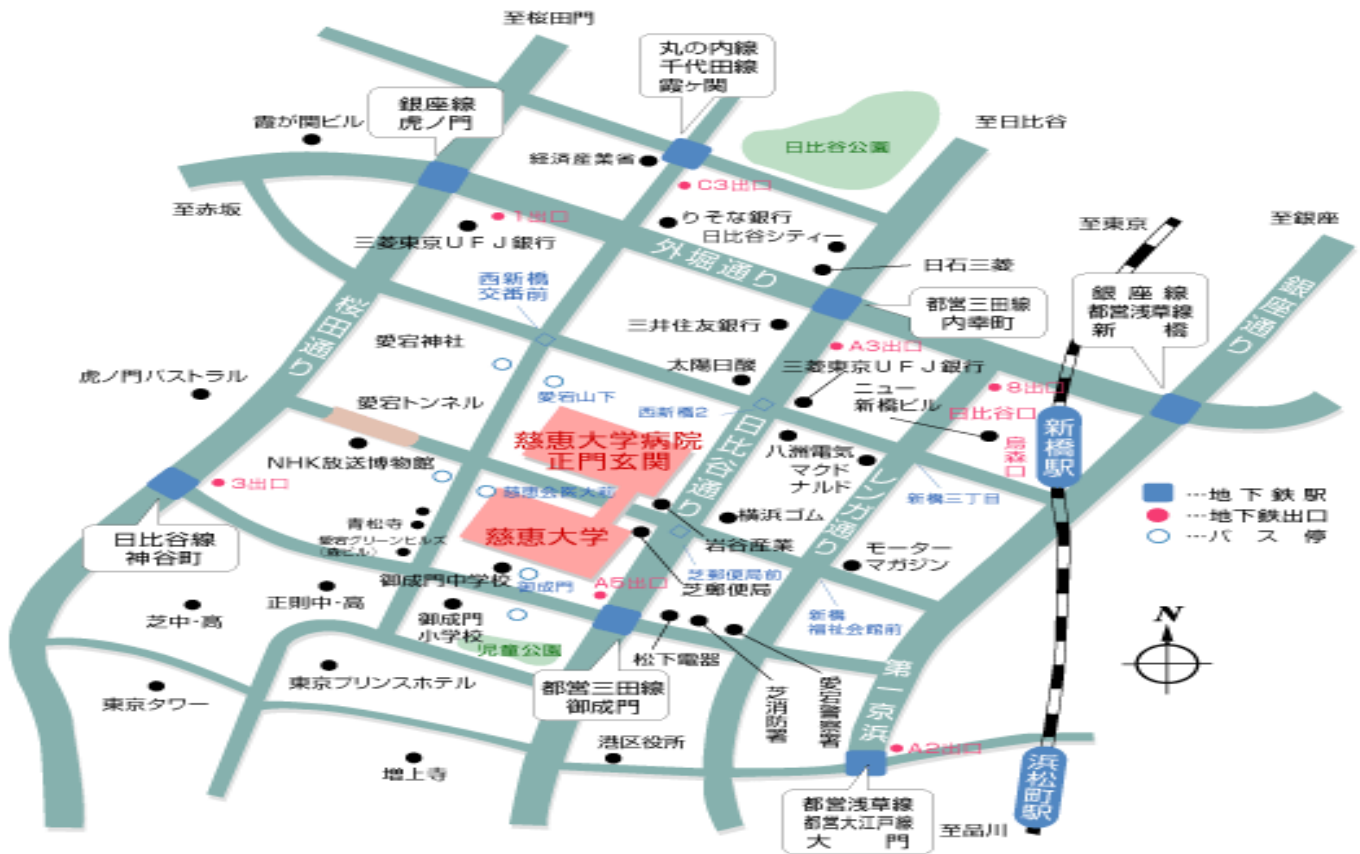 至桜田門
丸の内線
千代田線
霞ヶ関
銀座線
虎ノ門
霞が関ビル
至日比谷
日比谷公園
経済産業省
C3出口
至赤坂
1出口
三菱東京UFJ銀行
りそな銀行
日比谷シティー
至東京
至銀座
外堀通り
日石三菱
西新橋
交番前
桜田通り
都営三田線
内幸町
銀座線
都営浅草線
新橋
銀座通り
三井住友銀行
愛宕神社
A3出口
太陽日酸
三菱東京UFJ銀行
虎ノ門パストラル
愛宕トンネル
愛宕山下
ニュー
新橋ビル
8出口
日比谷口
烏森口
新橋駅
西新橋2
日比谷通り
慈恵大学病院
正門玄関
八洲電気
マクド
ナルド
NHK放送博物館
新橋三丁目
レンガ通り
3出口
横浜ゴム
…地下鉄駅
…地下鉄出口
…バス停
青松寺
愛宕グリーンヒルズ
日比谷線
神谷町
慈恵大学
岩谷産業
モーター
マガジン
芝郵便局前
御成門中学校
御成門
A5出口
芝郵便局
正則中・高
芝中・高
御成門
小学校
新橋
福祉会館前
児童公園
松下電器
N
第一京浜
東京プリンスホテル
都営三田線
御成門
芝消防署
愛宕警察署
東京タワー
港区役所
A2出口
増上寺
浜松町駅
都営浅草線
都営大江戸線
大門
至品川